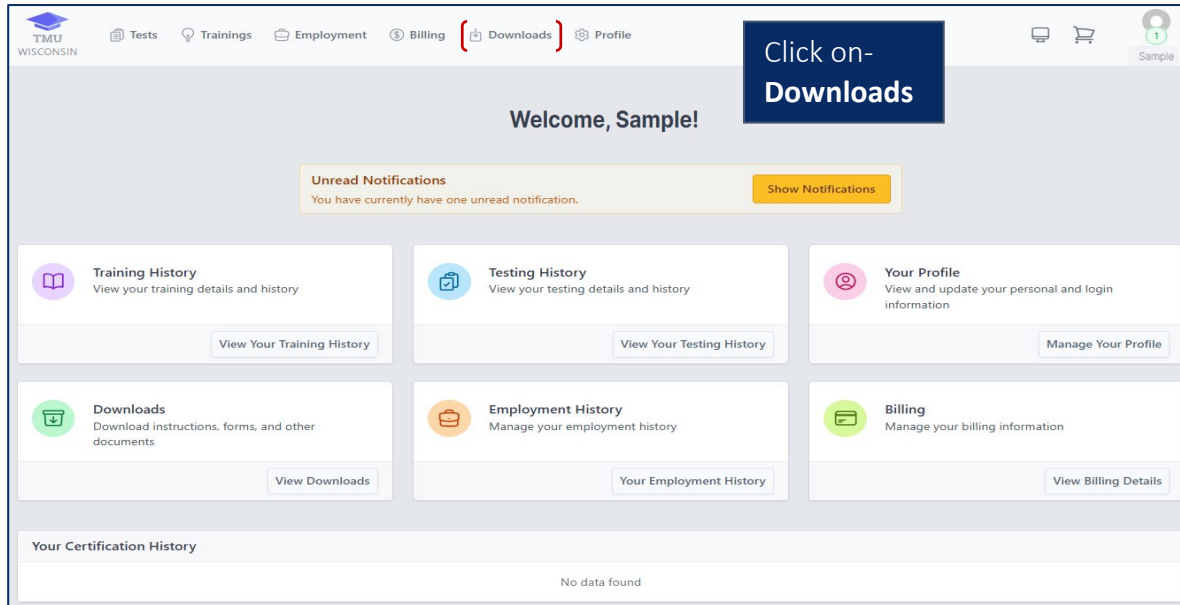 TMU
WISCONSIN
Tests Trainings Employment Billing Downloads Profile
Click on-
Downloads
1
Sample
Welcome, Sample!
Unread Notifications
You have currently have one unread notification.
Show Notifications
Training History
View your training details and history
View Your Training History
Testing History
View your testing details and history
View Your Testing History
Your Profile
View and update your personal and login
information
Manage Your Profile
Downloads
Download instructions, forms, and other
documents
View Downloads
Employment History
Manage your employment history
Your Employment History
Billing
Manage your billing information
View Billing Details
Your Certification History
No data found